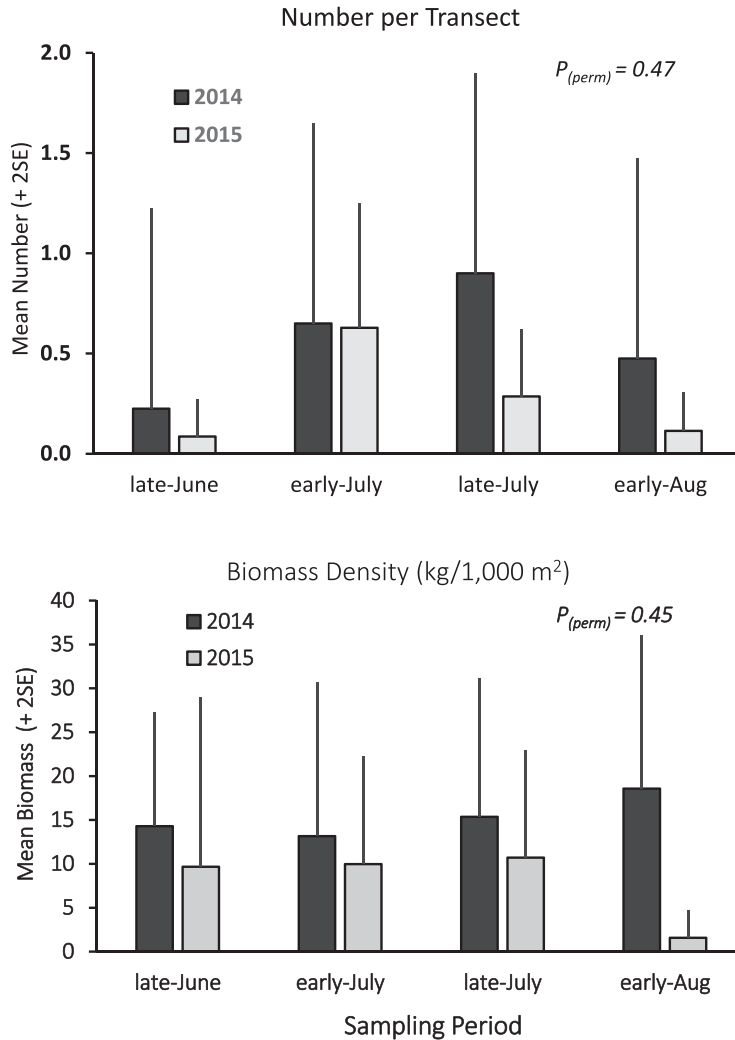 Number per Transect
P(perm) = 0.47
2014
2015
Mean Number (+ 2SE)
2.0
1.5
1.0
0.5
0.0
late-June early-July late-July early-Aug
Biomass Density (kg/1,000 m²)
P(perm) = 0.45
2014
2015
Mean Biomass (+ 2SE)
40
35
30
25
20
15
10
5
0
late-June early-July late-July early-Aug
Sampling Period